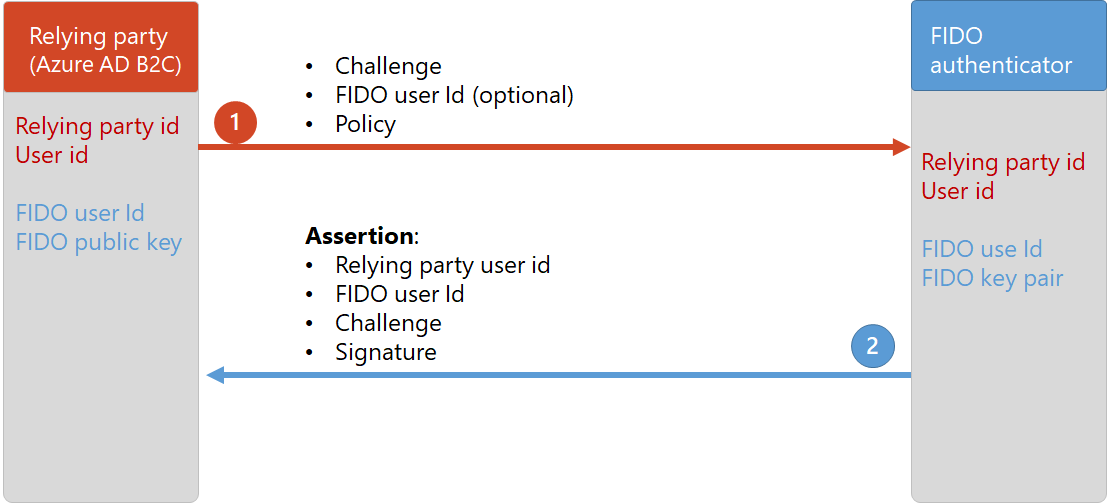 Relying party
(Azure AD B2C)
Relying party id
User id
FIDO user Id
FIDO public key
1
• Challenge
• FIDO user Id (optional)
• Policy
Assertion:
• Relying party user id
• FIDO user Id
• Challenge
• Signature
2
FIDO
authenticator
Relying party id
User id
FIDO use Id
FIDO key pair